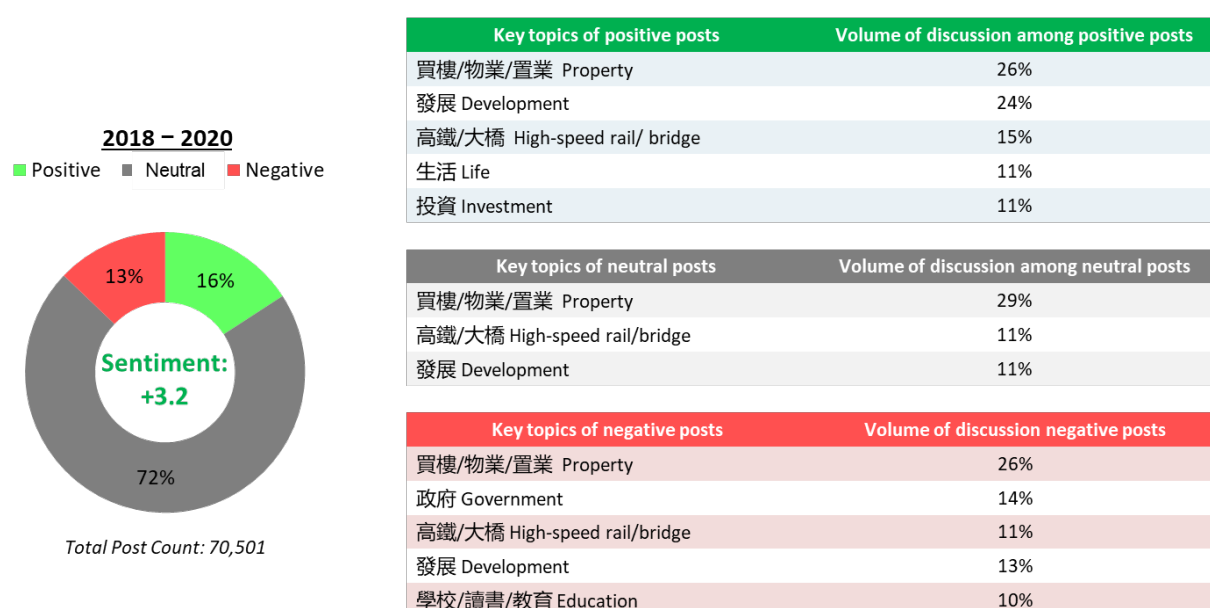 2018 – 2020
Positive Neutral Negative
13%
16%
Sentiment:
+3.2
72%
Total Post Count: 70,501
Key topics of positive posts Volume of discussion among positive posts
買樓/物業/置業 Property 26%
發展 Development 24%
高鐵/大橋 High-speed rail/ bridge 15%
生活 Life 11%
投資 Investment 11%
Key topics of neutral posts Volume of discussion among neutral posts
買樓/物業/置業 Property 29%
高鐵/大橋 High-speed rail/bridge 11%
發展 Development 11%
Key topics of negative posts Volume of discussion negative posts
買樓/物業/置業 Property 26%
政府 Government 14%
高鐵/大橋 High-speed rail/bridge 11%
發展 Development 13%
學校/讀書/教育 Education 10%